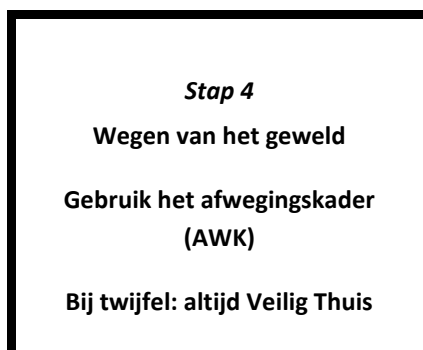 Stap 4
Wegen van het geweld
Gebruik het afwegingskader
(AWK)
Bij twijfel: altijd Veilig Thuis